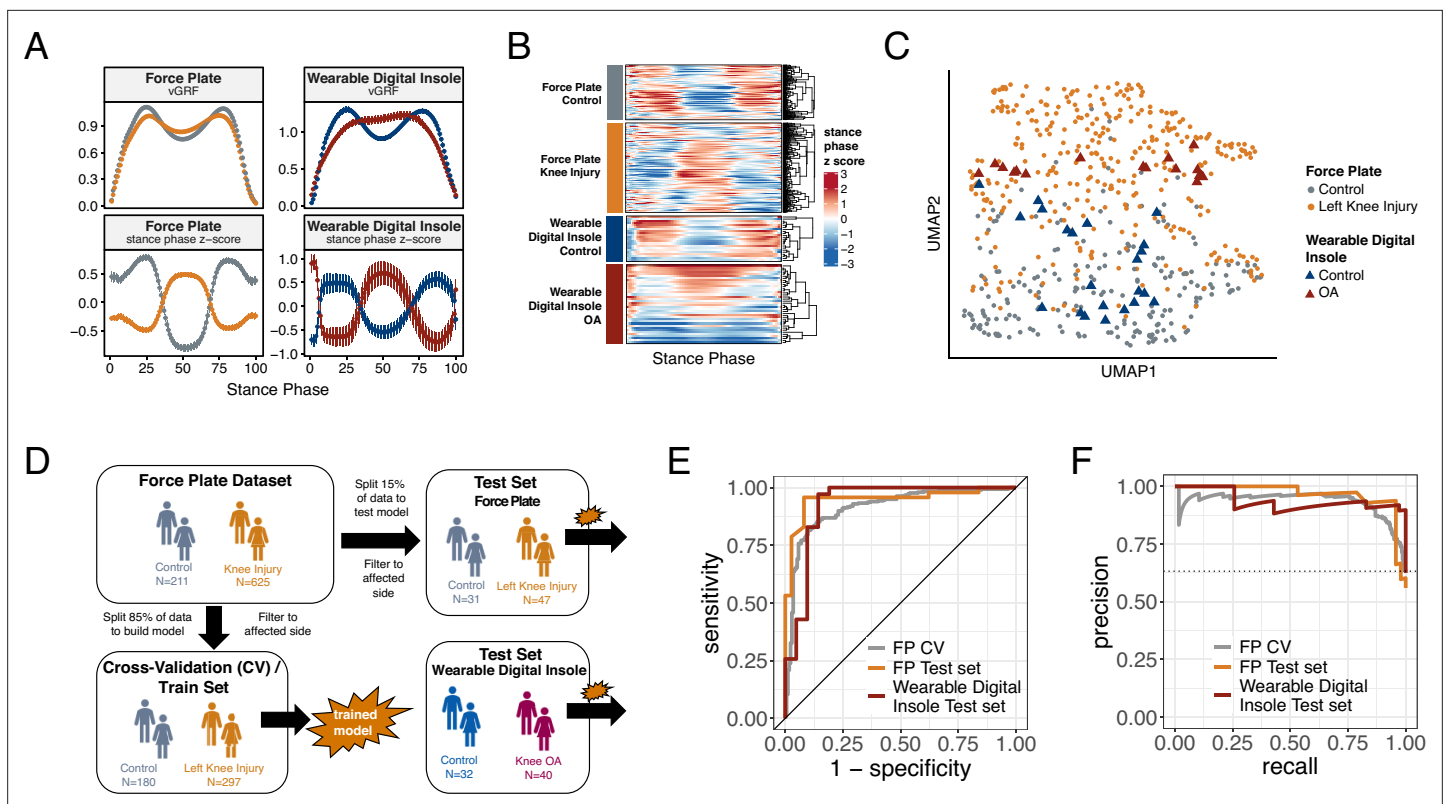 A
Force Plate
vGRF
Wearable Digital Insole
vGRF
0.9
0.6
0.3
0.0
1.0
0.5
0.0
Force Plate
stance phase z−score
Wearable Digital Insole
stance phase z−score
0.5
0.0
−0.5
1.0
0.5
0.0
−0.5
−1.0
0 25 50 75 100
0 25 50 75 100
Stance Phase
B
Force Plate
Control
Force Plate
Knee Injury
Wearable
Digital Insole
Control
Wearable
Digital Insole
OA
Stance Phase
stance
phase
z score
3
2
1
0
−1
−2
−3
C
UMAP2
UMAP1
Force Plate
Control
Left Knee Injury
Wearable Digital
Insole
Control
OA
D
Force Plate Dataset
Control
N=211
Knee Injury
N=625
Split 15%
of data to
test model
Filter to
affected
side
Test Set
Force Plate
Control
N=31
Left Knee Injury
N=47
Split 85% of data
to build model
Filter to
affected side
Cross-Validation (CV) /
Train Set
Control
N=180
Left Knee Injury
N=297
trained
model
Test Set
Wearable Digital Insole
Control
N=32
Knee OA
N=40
E
sensitivity
1.00
0.75
0.50
0.25
0.00
FP CV
FP Test set
Wearable Digital
Insole Test set
0.00 0.25 0.50 0.75 1.00
1 − specificity
F
precision
1.00
0.75
0.50
0.25
0.00
FP CV
FP Test set
Wearable Digital
Insole Test set
0.00 0.25 0.50 0.75 1.00
recall